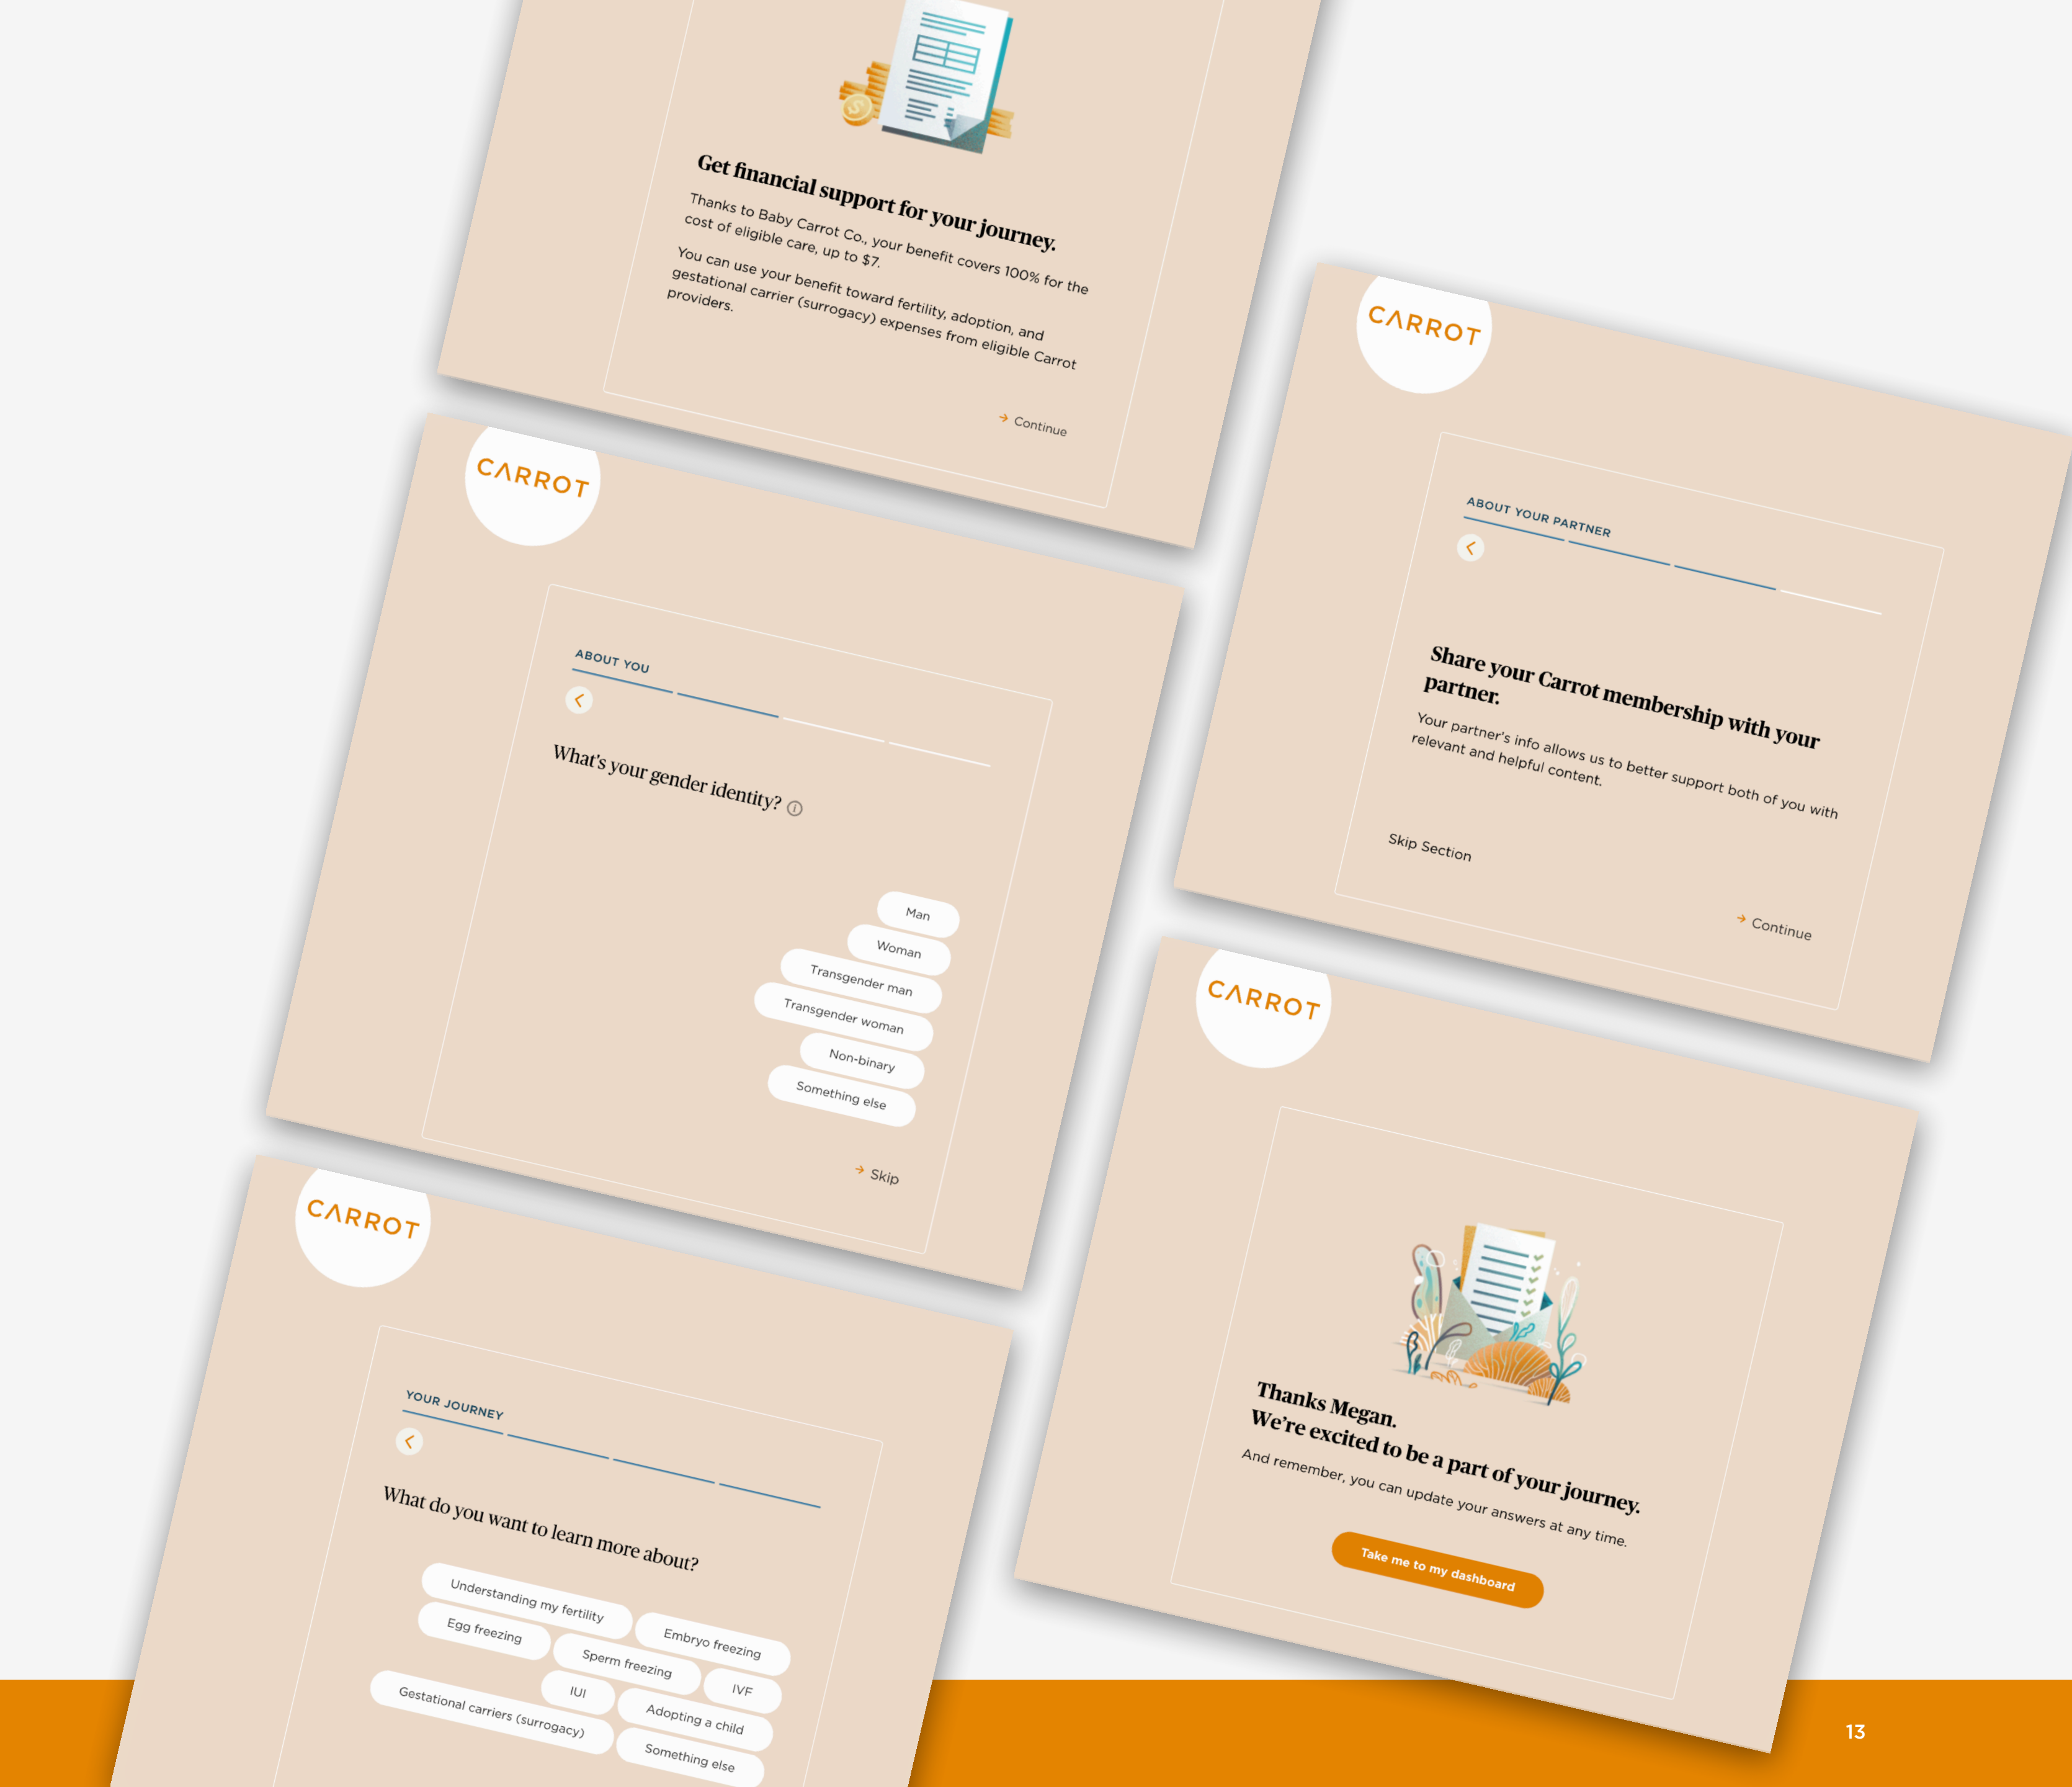 Get financial support for your journey.
Thanks to Baby Carrot Co., your benefit covers 100% for the
cost of eligible care, up to $7.
You can use your benefit toward fertility, adoption, and
gestational carrier (surrogacy) expenses from eligible Carrot
providers.
Continue
CARROT
ABOUT YOU
What's your gender identity?
Man
Woman
Transgender man
Transgender woman
Non-binary
Something else
Skip
CARROT
YOUR JOURNEY
What do you want to learn more about?
Understanding my fertility
Embryo freezing
Egg freezing
Sperm freezing
IVF
IUI
Adopting a child
Gestational carriers (surrogacy)
Something else
CARROT
ABOUT YOUR PARTNER
Share your Carrot membership with your
partner.
Your partner's info allows us to better support both of you with
relevant and helpful content.
Skip Section
Continue
CARROT
Thanks Megan.
We're excited to be a part of your journey.
And remember, you can update your answers at any time.
Take me to my dashboard
13